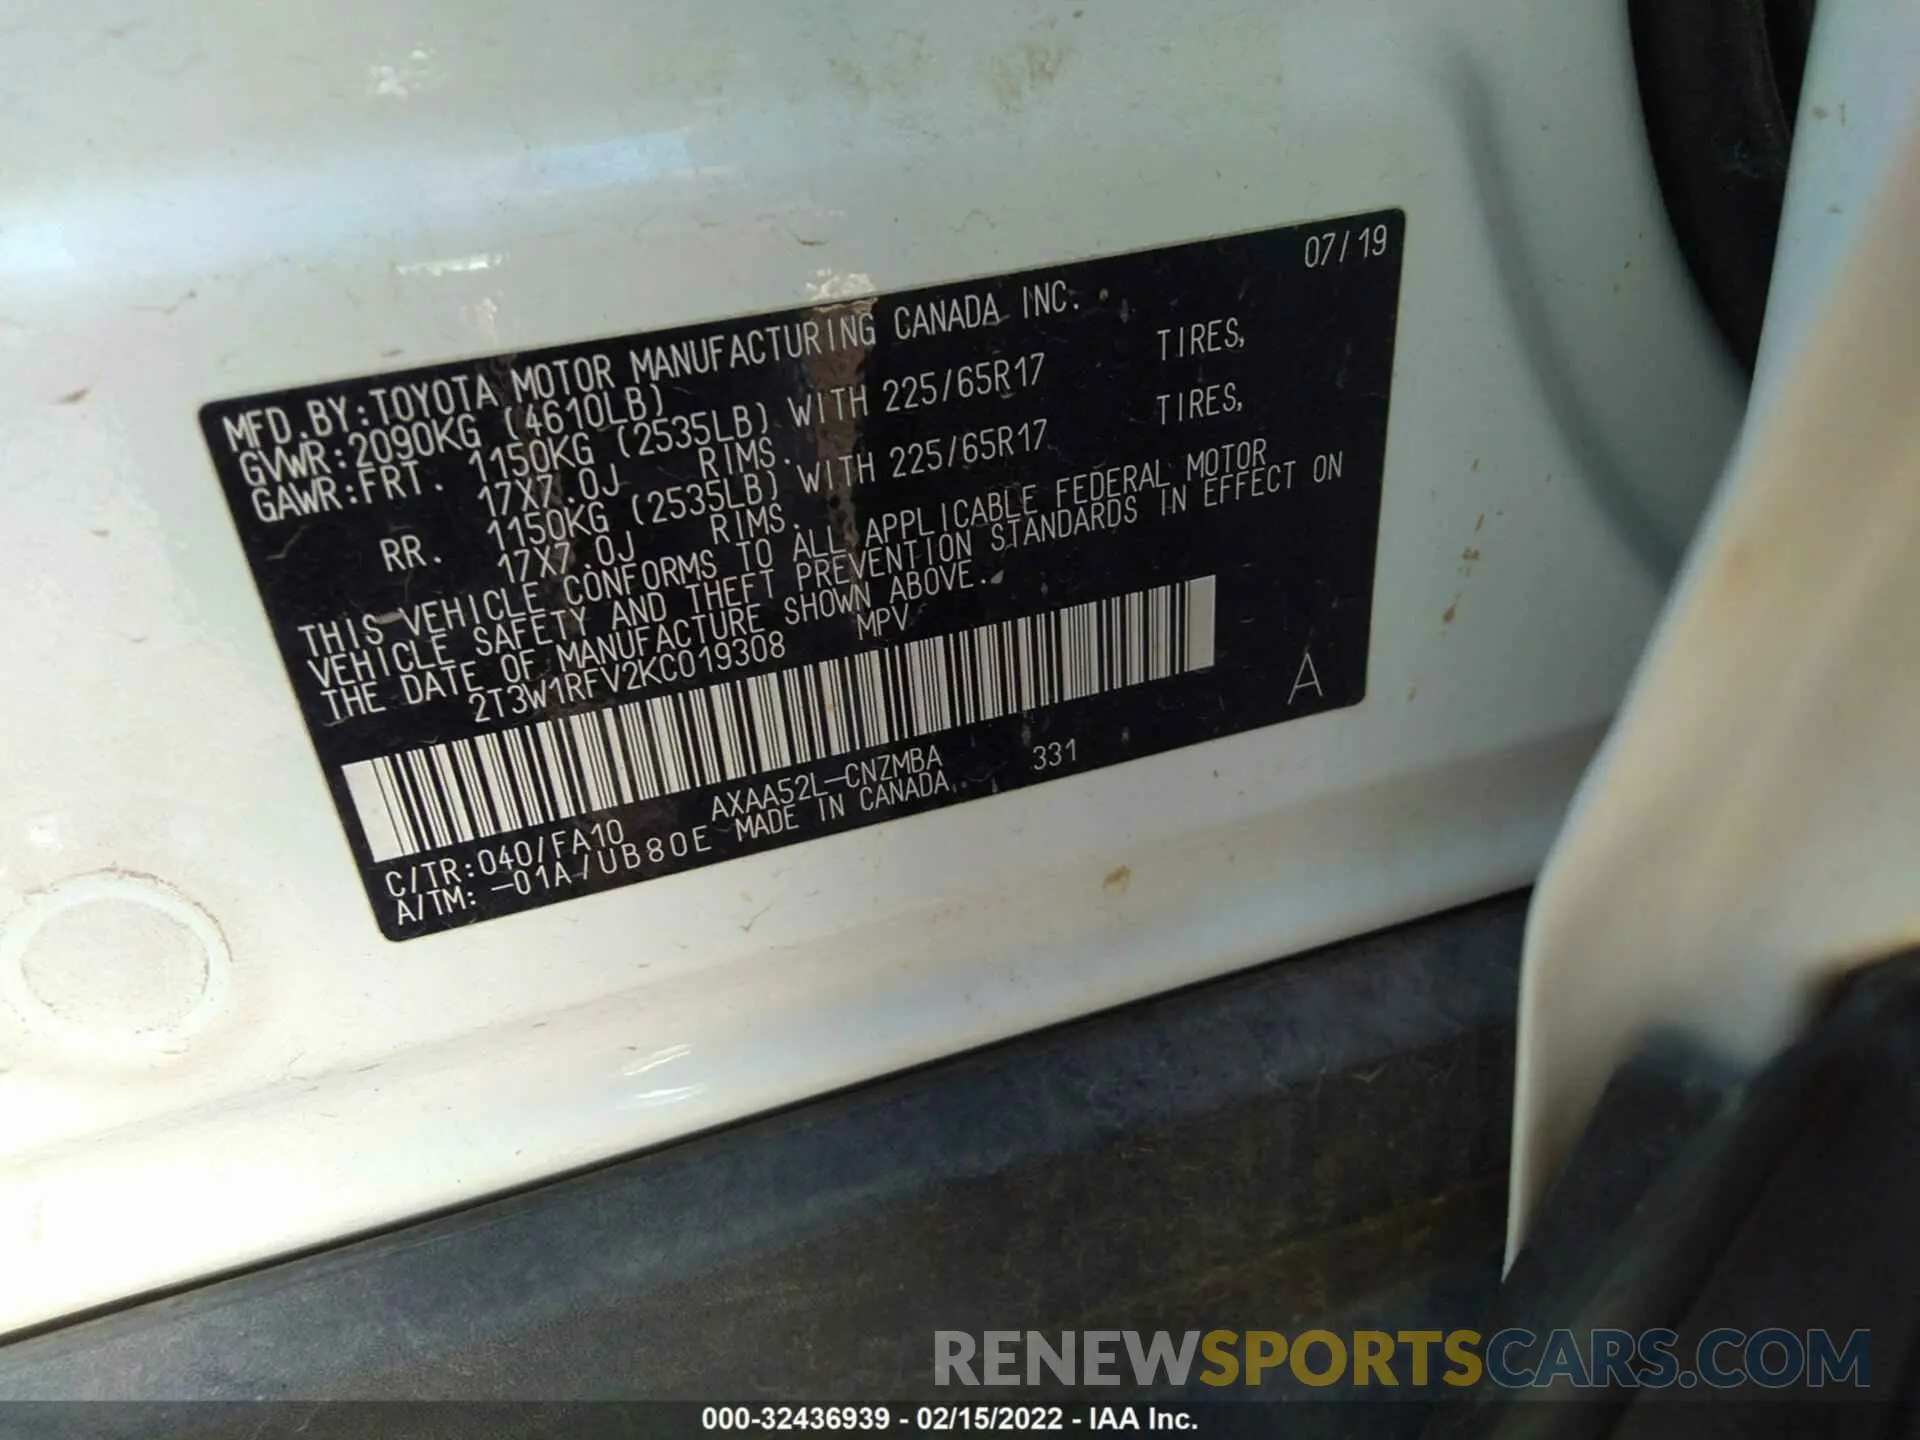 07/19
MFD.BY:TOYOTA MOTOR MANUFACTURING CANADA INC.
GVWR:2090KG (4610LB)
GAWR:FRT. 1150KG (2535LB) WITH 225/65R17 TIRES,
17X7.0J RIMS.
RR. 1150KG (2535LB) WITH 225/65R17 TIRES,
17X7.0J RIMS.
THIS VEHICLE CONFORMS TO ALL APPLICABLE FEDERAL MOTOR
VEHICLE SAFETY AND THEFT PREVENTION STANDARDS IN EFFECT ON
THE DATE OF MANUFACTURE SHOWN ABOVE.
2T3W1RFV2KC019308 MPV
A
AXAA52L-CNZMBA 331
C/TR:040/FA10 MADE IN CANADA
A/TM: -01A/UB80E
RENEWSPORTSCARS.COM
000-32436939 - 02/15/2022 - IAA Inc.